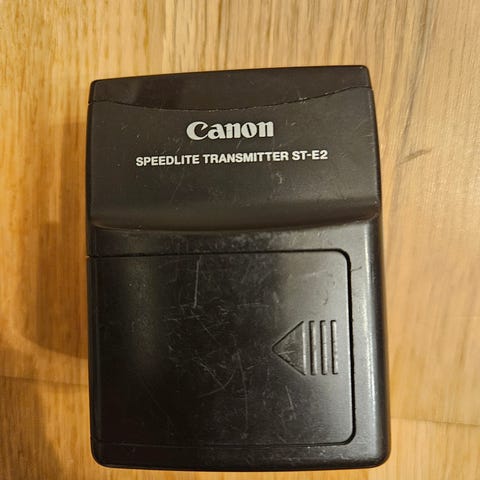 Canon
SPEEDLITE TRANSMITTER ST-E2